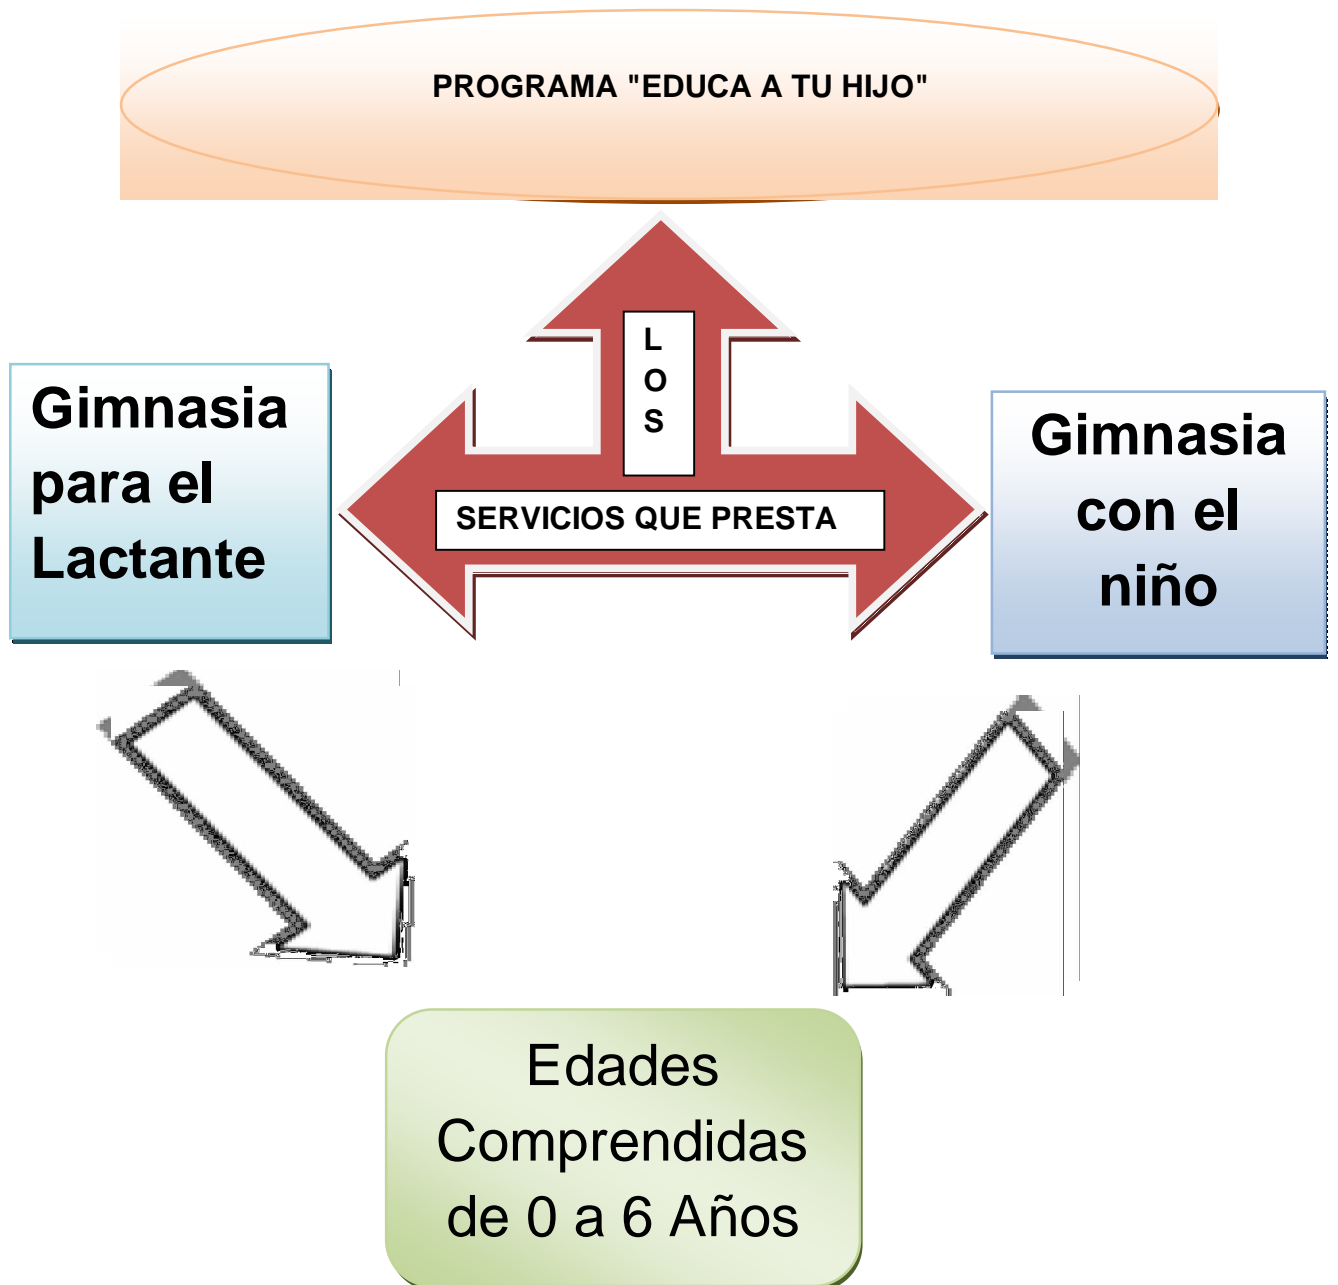 PROGRAMA "EDUCA A TU HIJO"
L
O
S
SERVICIOS QUE PRESTA
Gimnasia
para el
Lactante
Gimnasia
con el
niño
Edades
Comprendidas
de 0 a 6 Años